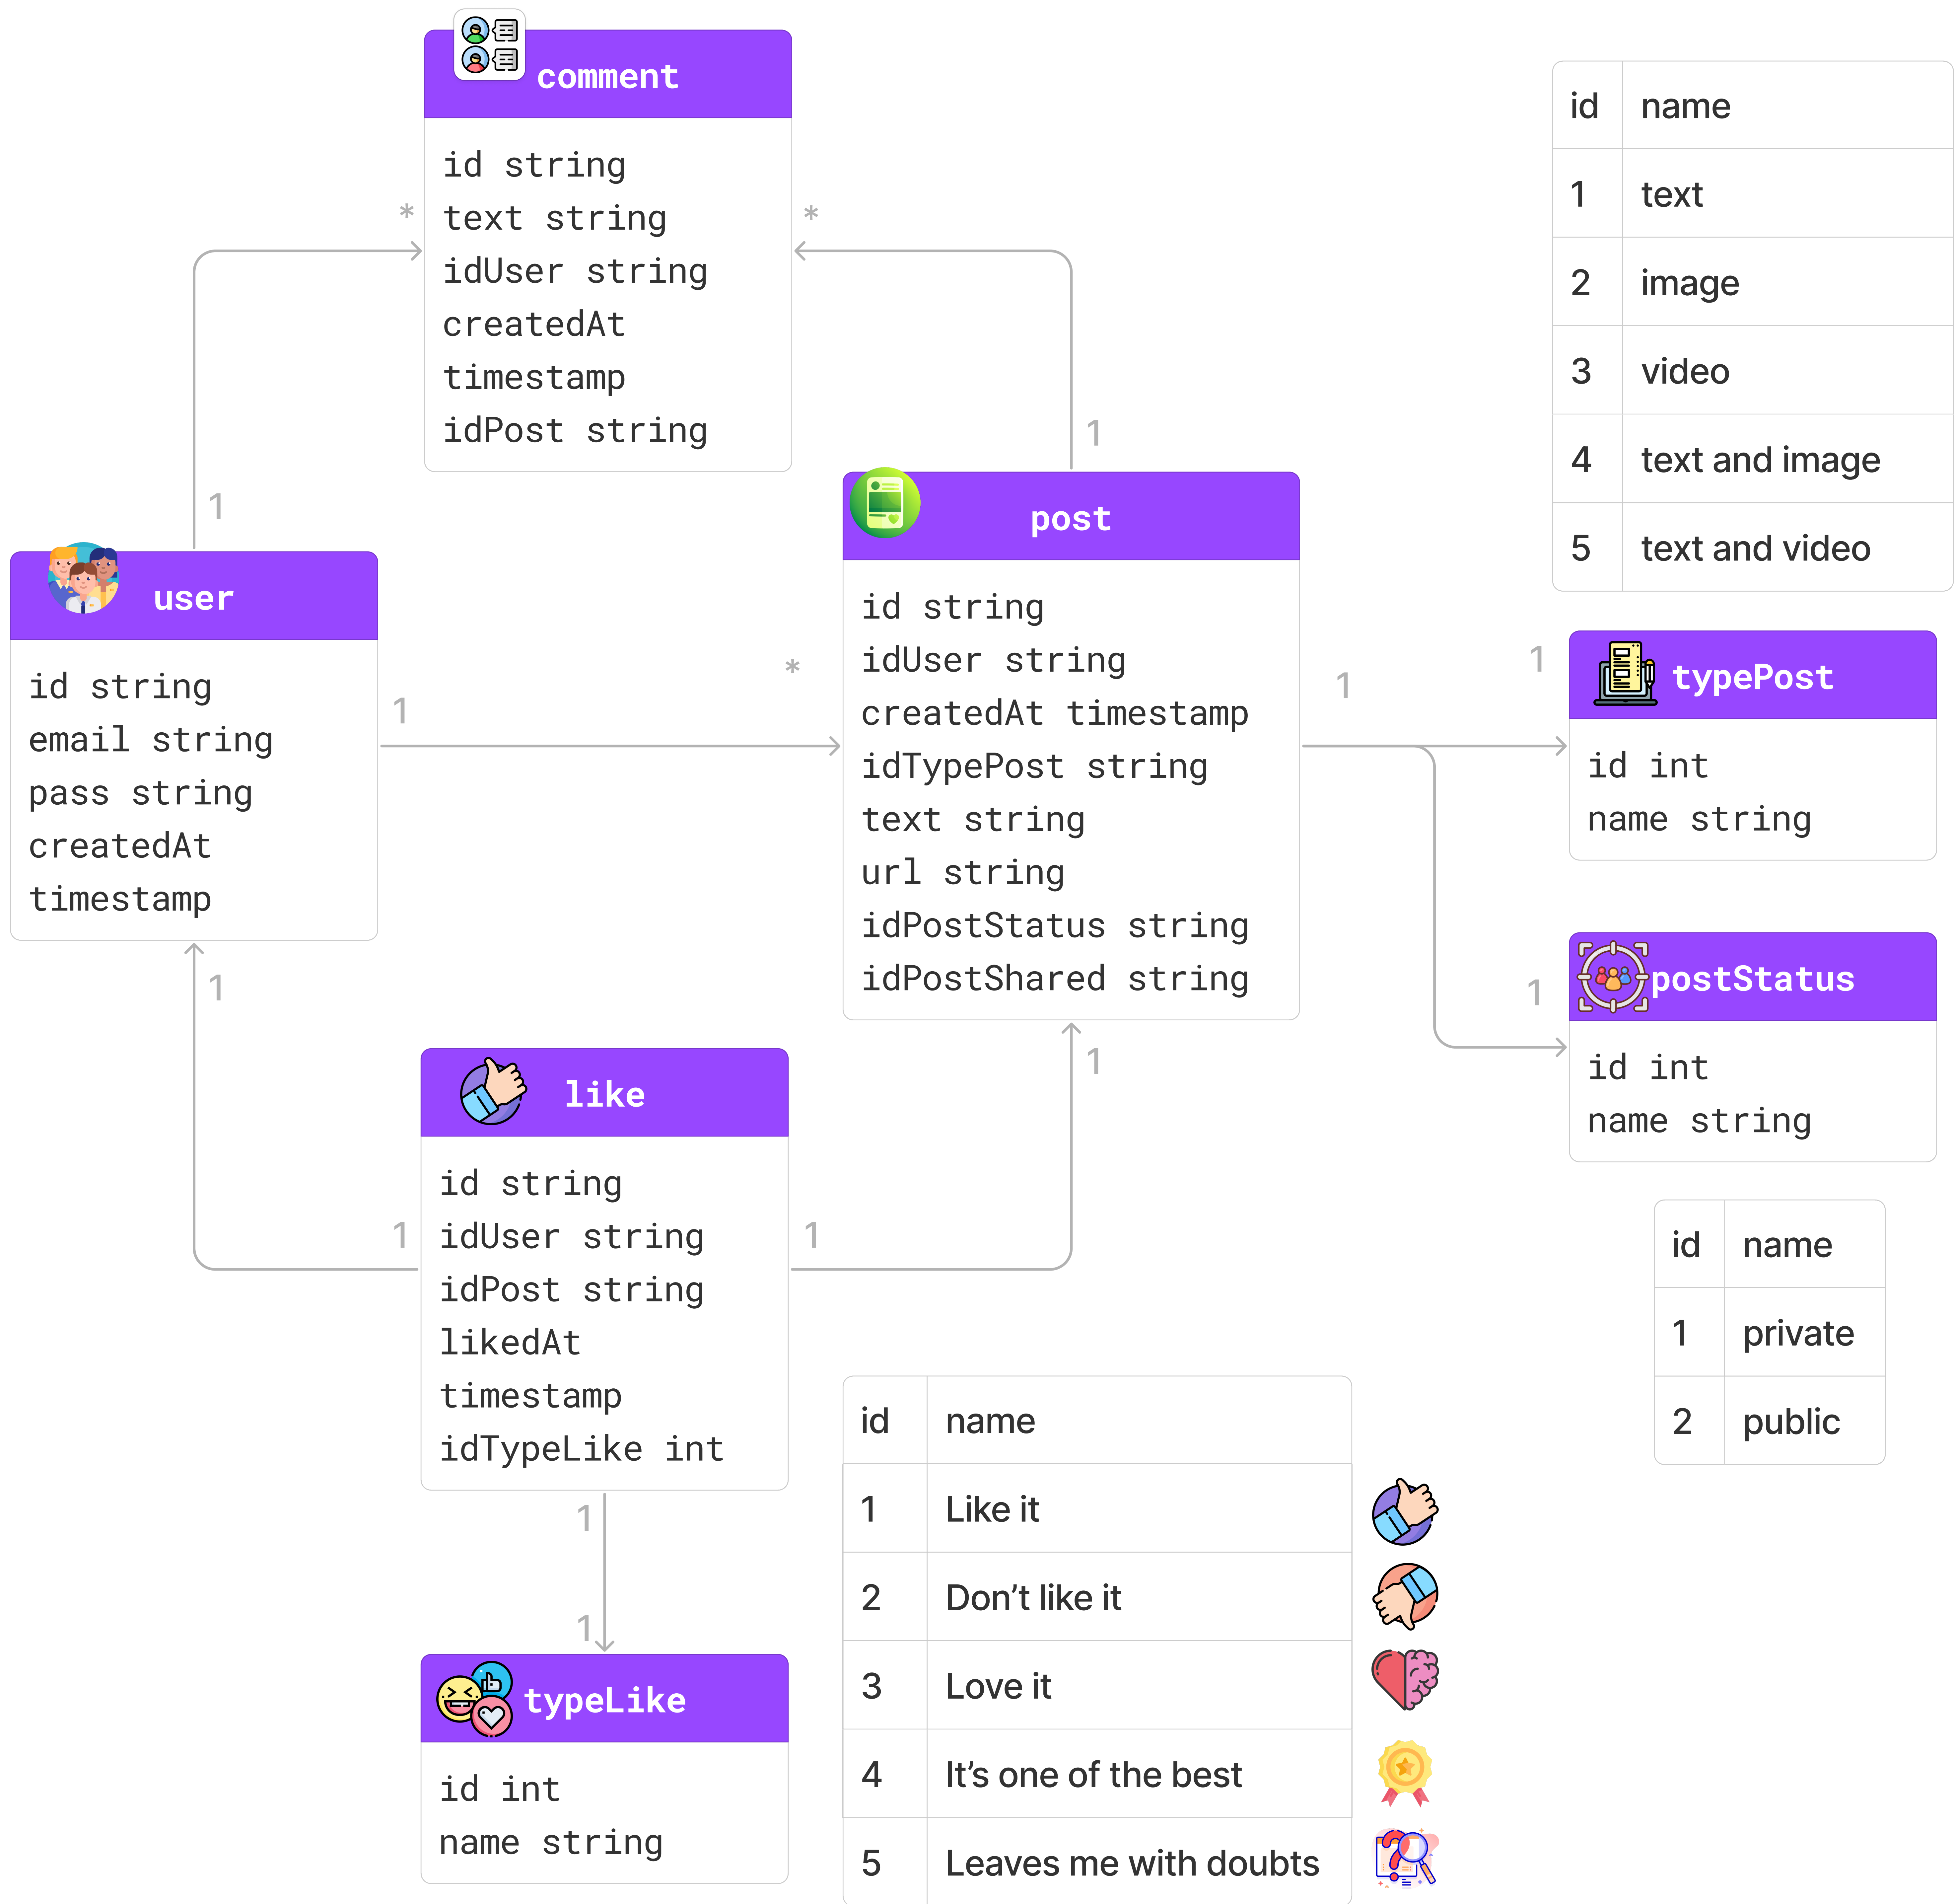 comment
id string
text string
idUser string
createdAt
timestamp
idPost string
*
*
1
1
user
id string
email string
pass string
createdAt
timestamp
1
*
1
post
id string
idUser string
createdAt timestamp
idTypePost string
text string
url string
idPostStatus string
idPostShared string
1
1
1
1
id name
1 text
2 image
3 video
4 text and image
5 text and video
typePost
id int
name string
postStatus
id int
name string
id name
1 private
2 public
like
id string
idUser string
idPost string
likedAt
timestamp
idTypeLike int
1
1
1
1
typeLike
id int
name string
id name
1 Like it
2 Don’t like it
3 Love it
4 It’s one of the best
5 Leaves me with doubts